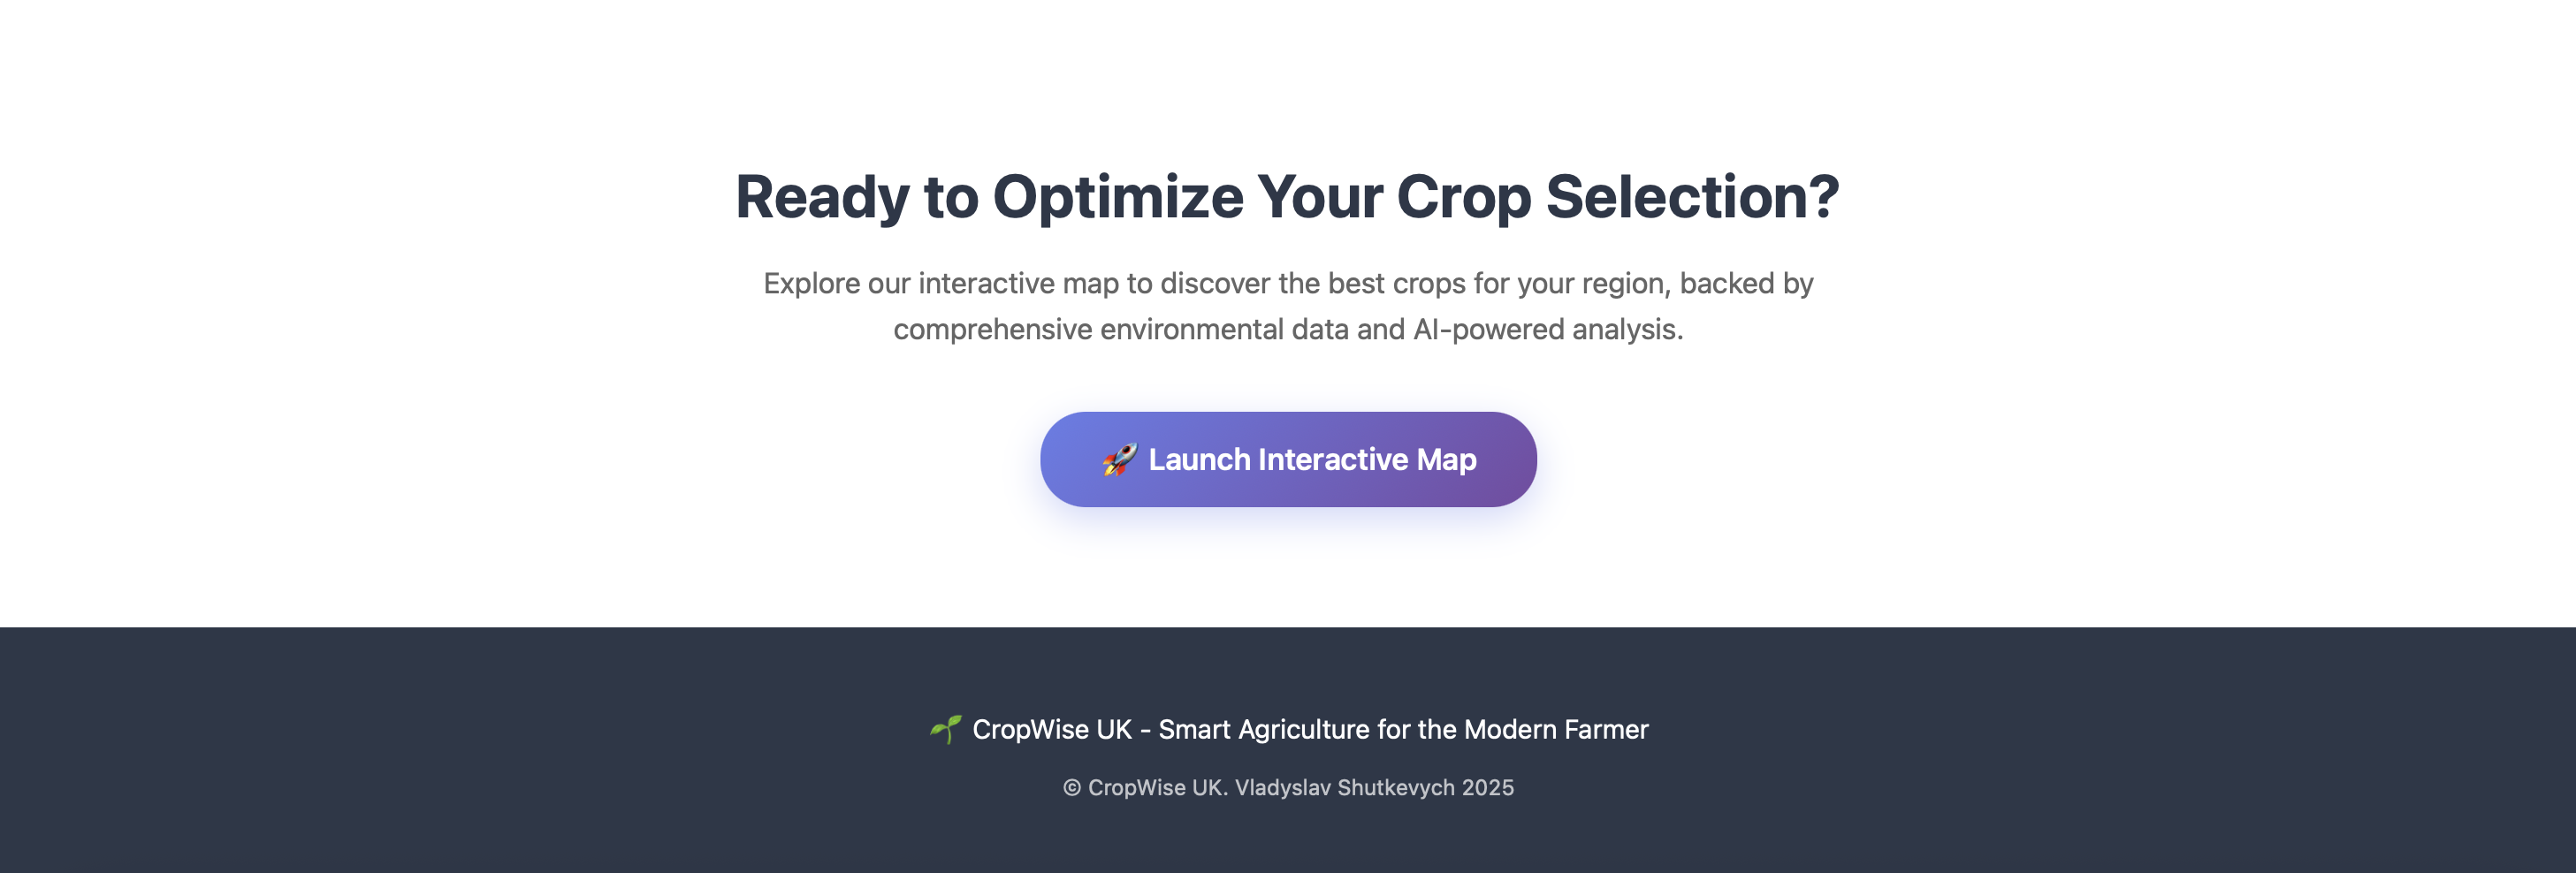 Ready to Optimize Your Crop Selection?
Explore our interactive map to discover the best crops for your region, backed by
comprehensive environmental data and AI-powered analysis.
🚀 Launch Interactive Map
🌱 CropWise UK - Smart Agriculture for the Modern Farmer
© CropWise UK. Vladyslav Shutkevych 2025